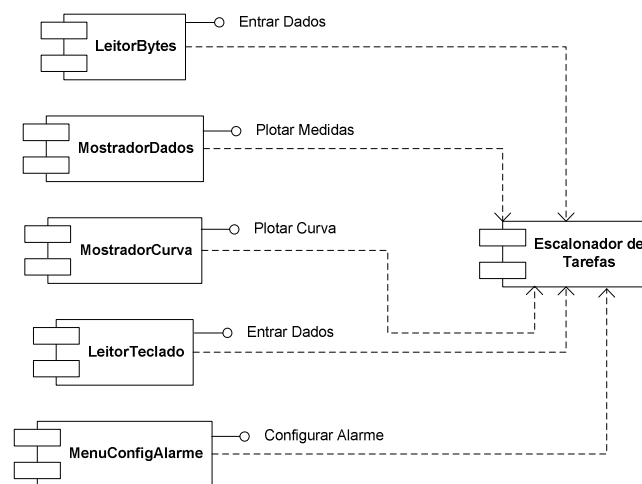 Entrar Dados
LeitorBytes
Plotar Medidas
MostradorDados
Plotar Curva
MostradorCurva
Escalonador de
Tarefas
Entrar Dados
LeitorTeclado
Configurar Alarme
MenuConfigAlarme